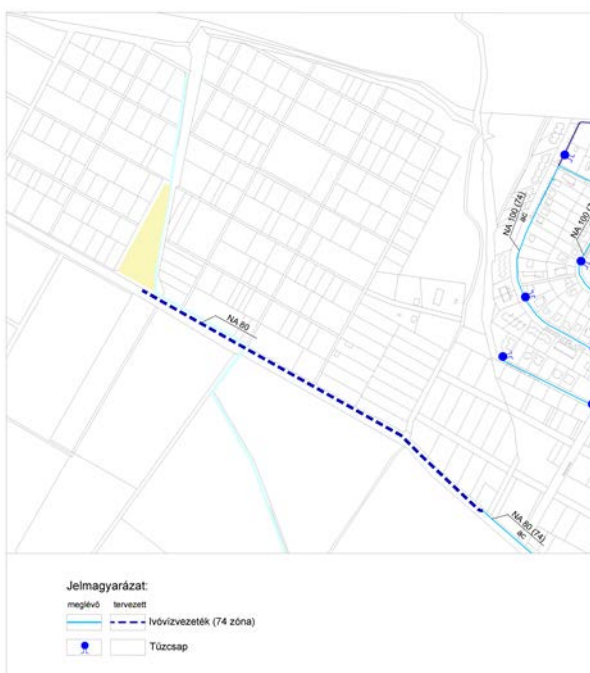 NA 100 (74)
ac
NA 100 (7
NA 80
NA 80 (74)
ac
Jelmagyarázat:
meglévő tervezett
Ivóvízvezeték (74 zóna)
Tűzcsap